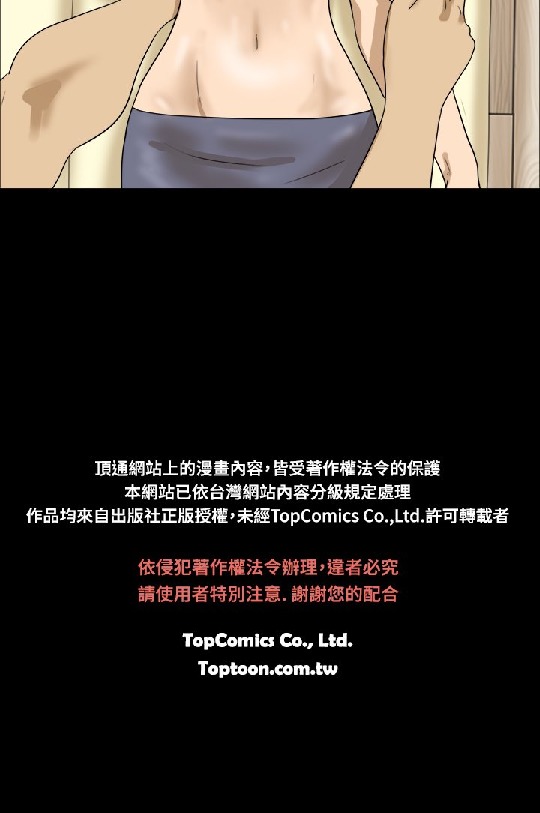 頂通網站上的漫畫內容，皆受著作權法令的保護
本網站已依台灣網站內容分級規定處理
作品均來自出版社正版授權，未經TopComics Co.,Ltd.許可轉載者
依侵犯著作權法令辦理，違者必究
請使用者特別注意. 謝謝您的配合
TopComics Co., Ltd.
Toptoon.com.tw